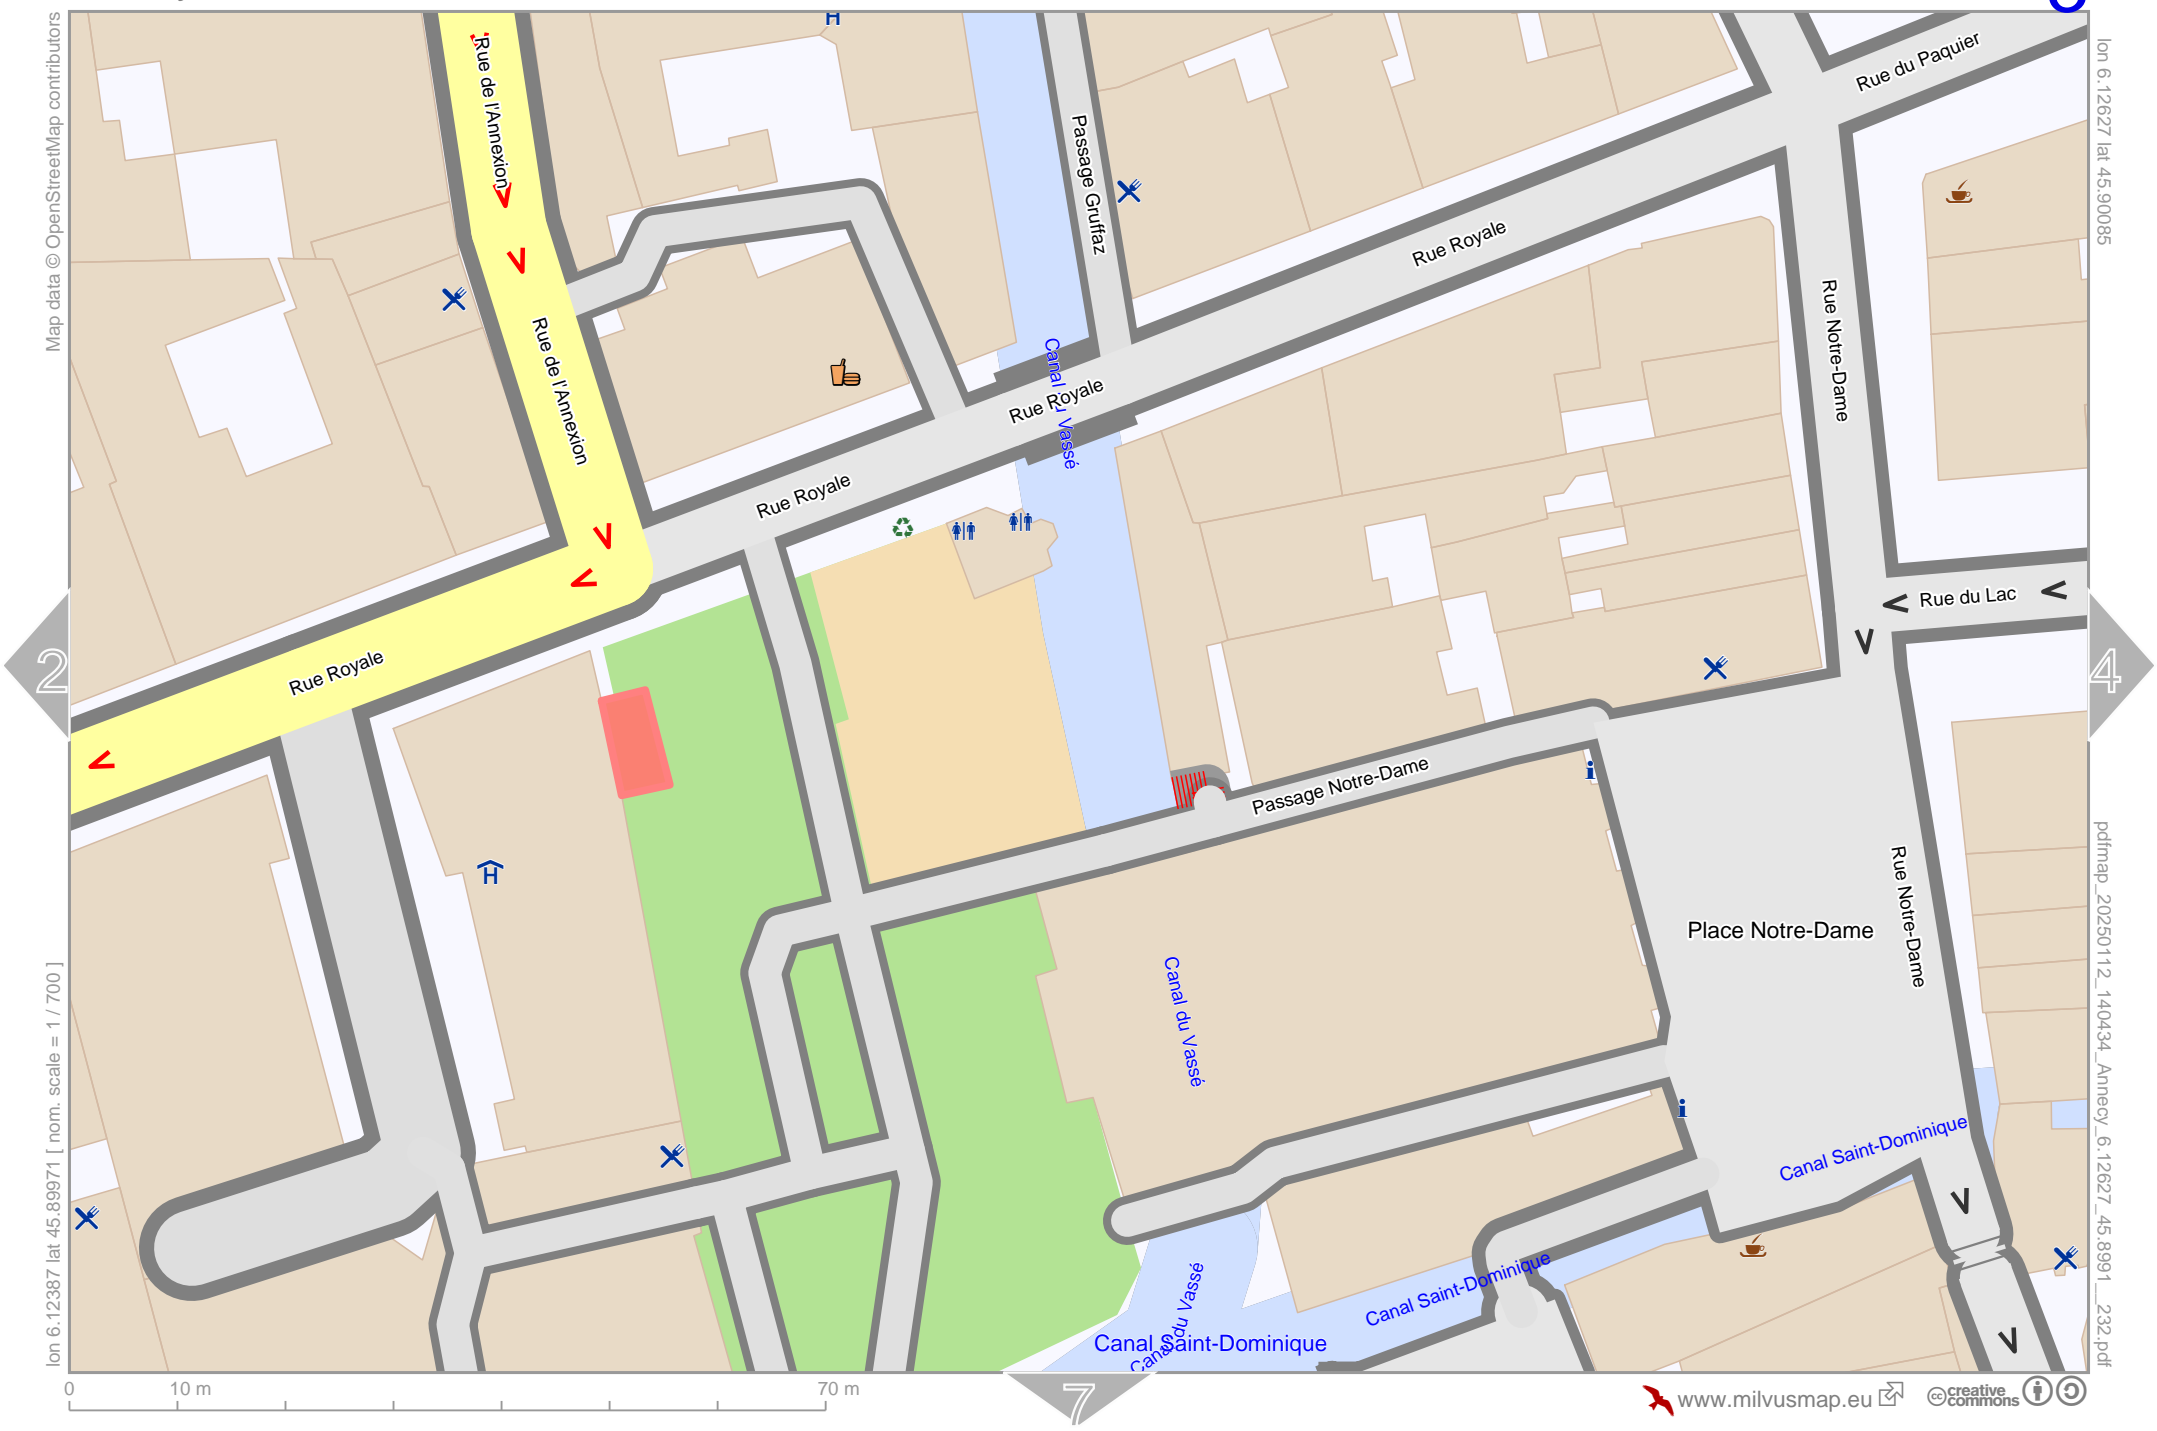 H
Map data © OpenStreetMap contributors
lon 6.12627 lat 45.90085
Rue de l'Annexion
Passage Gruffaz
Rue du Paquier
Rue Royale
Rue Notre-Dame
Rue de l'Annexion
Canal du Vassé
Rue Royale
Rue Royale
Rue du Lac
2
Rue Royale
4
Passage Notre-Dame
i
H
Rue Notre-Dame
Place Notre-Dame
Canal du Vassé
i
Canal Saint-Dominique
Canal Saint-Dominique
Canal du Vassé
Canal Saint-Dominique
lon 6.12387 lat 45.89971 [ nom. scale = 1 / 700 ]
pdfmap_20250112_140434_Annecy_6.12627_45.8991__232.pdf
0 10 m 70 m
7
www.milvusmap.eu
cc creative commons